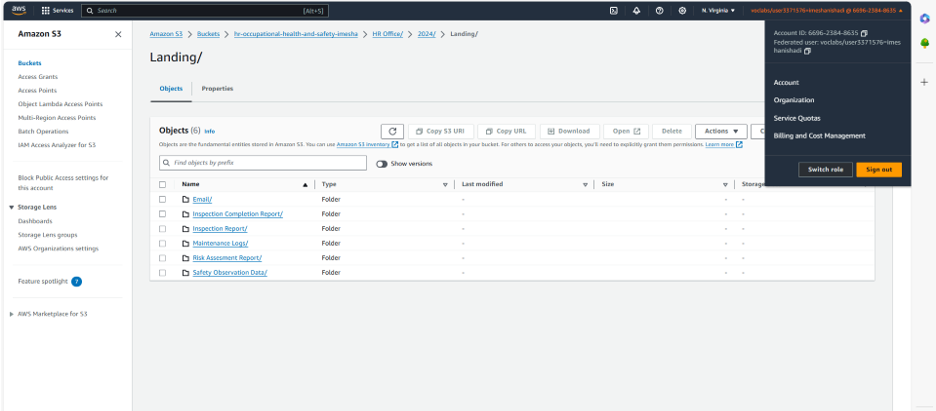 aws
Services
Search
[Alt+S]
N. Virginia
voclabs/user3371576=imeshanishadi @ 6696-2384-8635
Account ID: 6696-2384-8635
Federated user: voclabs/user3371576=imes
hanishadi
Account
Organization
Service Quotas
Billing and Cost Management
Switch role
Sign out
Amazon S3
Buckets
Access Grants
Access Points
Object Lambda Access Points
Multi-Region Access Points
Batch Operations
IAM Access Analyzer for S3
Block Public Access settings for
this account
Storage Lens
Dashboards
Storage Lens groups
AWS Organizations settings
Feature spotlight 7
AWS Marketplace for S3
Amazon S3 > Buckets > hr-occupational-health-and-safety-imesha > HR Office/ > 2024/ > Landing/
Landing/
Objects
Properties
Objects (6) Info
Copy S3 URI
Copy URL
Download
Open
Delete
Actions
C
Objects are the fundamental entities stored in Amazon S3. You can use Amazon S3 inventory to get a list of all objects in your bucket. For others to access your objects, you'll need to explicitly grant them permissions. Learn more
Find objects by prefix
Show versions
Name Type Last modified Size Storage
Email/ Folder - - -
Inspection Completion Report/ Folder - - -
Inspection Report/ Folder - - -
Maintenance Logs/ Folder - - -
Risk Assesment Report/ Folder - - -
Safety Observation Data/ Folder - - -